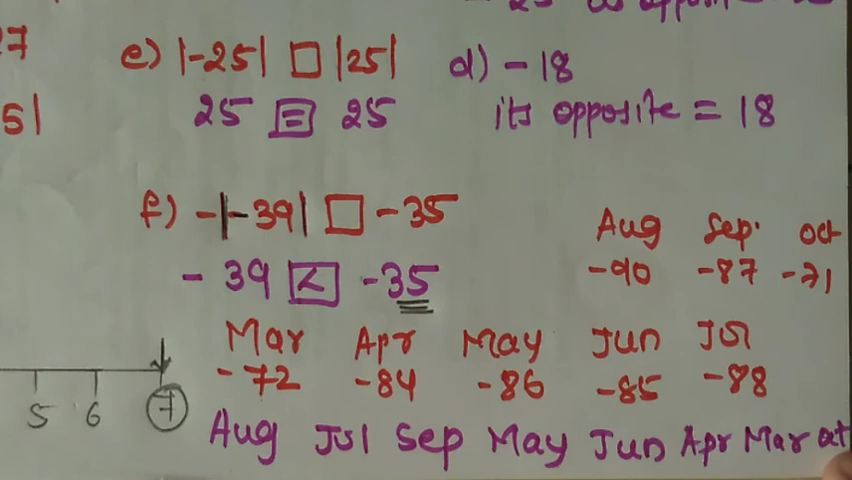 27
e) |-25| □ |25|
d) -18
51
25 = 25
its opposite = 18
f) -|-39| □ -35
Aug Sep. Oct
-39 < -35
-90 -87 -71
Mar Apr May Jun Jul
-72 -84 -86 -85 -88
5 6 7
Aug Jul Sep May Jun Apr Mar oct